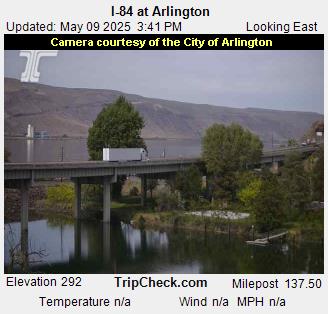 I-84 at Arlington
Updated: May 09 2025 3:41 PM Looking East
Camera courtesy of the City of Arlington
Elevation 292 TripCheck.com Milepost 137.50
Temperature n/a Wind n/a MPH n/a